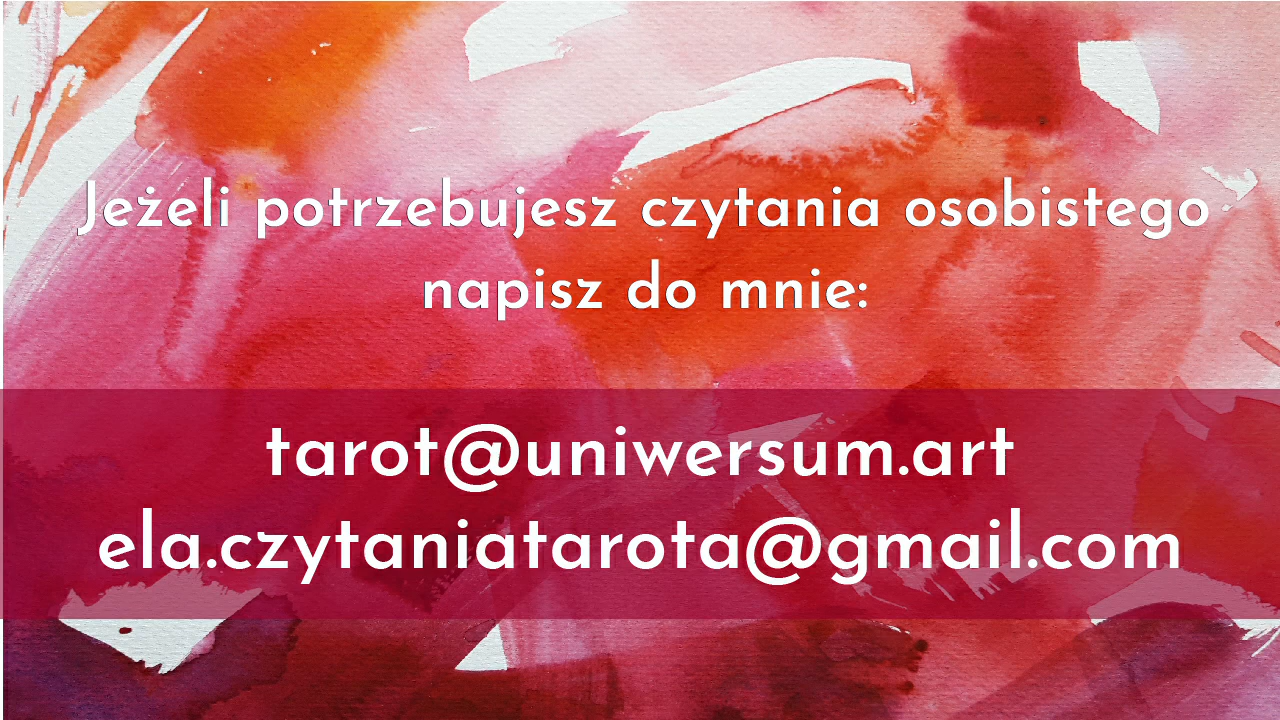 Jeżeli potrzebujesz czytania osobistego
napisz do mnie:
tarot@uniwersum.art
ela.czytaniatarota@gmail.com